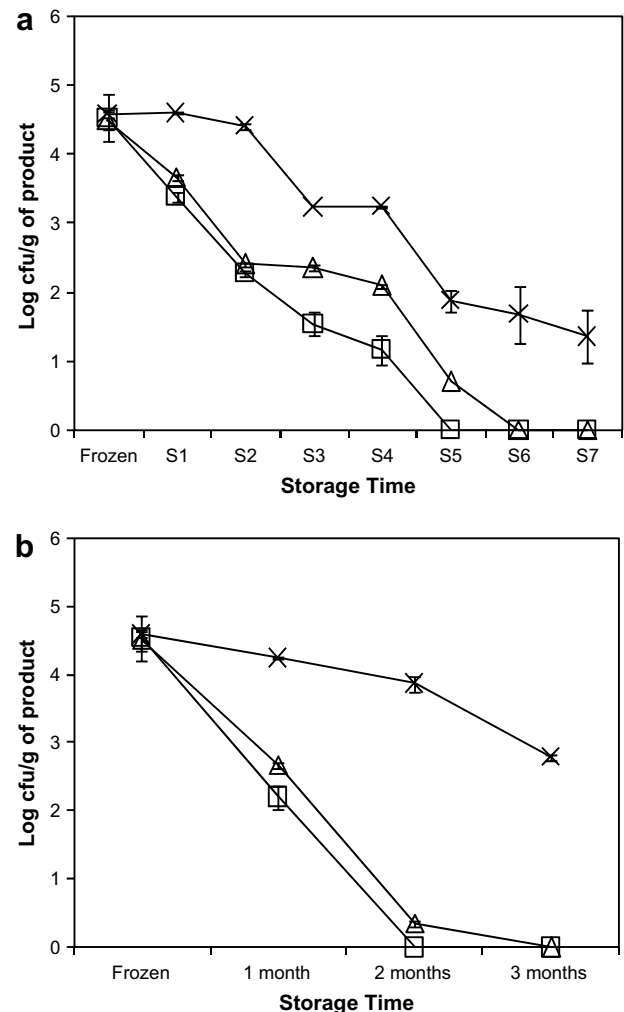 a
6
5
4
3
2
1
0
Log cfu/g of product
Frozen S1 S2 S3 S4 S5 S6 S7
Storage Time
b
6
5
4
3
2
1
0
Log cfu/g of product
Frozen 1 month 2 months 3 months
Storage Time